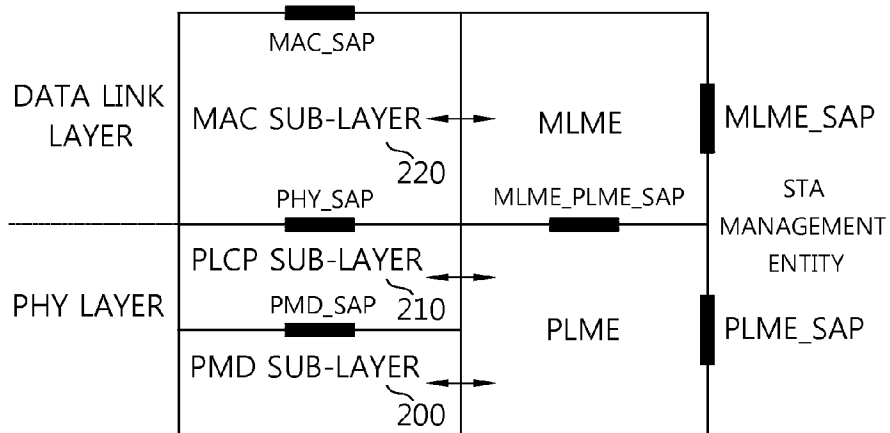 MAC_SAP
DATA LINK
LAYER
MAC SUB-LAYER
220
MLME
MLME_SAP
PHY_SAP
MLME_PLME_SAP
STA
MANAGEMENT
ENTITY
PLCP SUB-LAYER
210
PHY LAYER
PMD_SAP
PLME
PLME_SAP
PMD SUB-LAYER
200